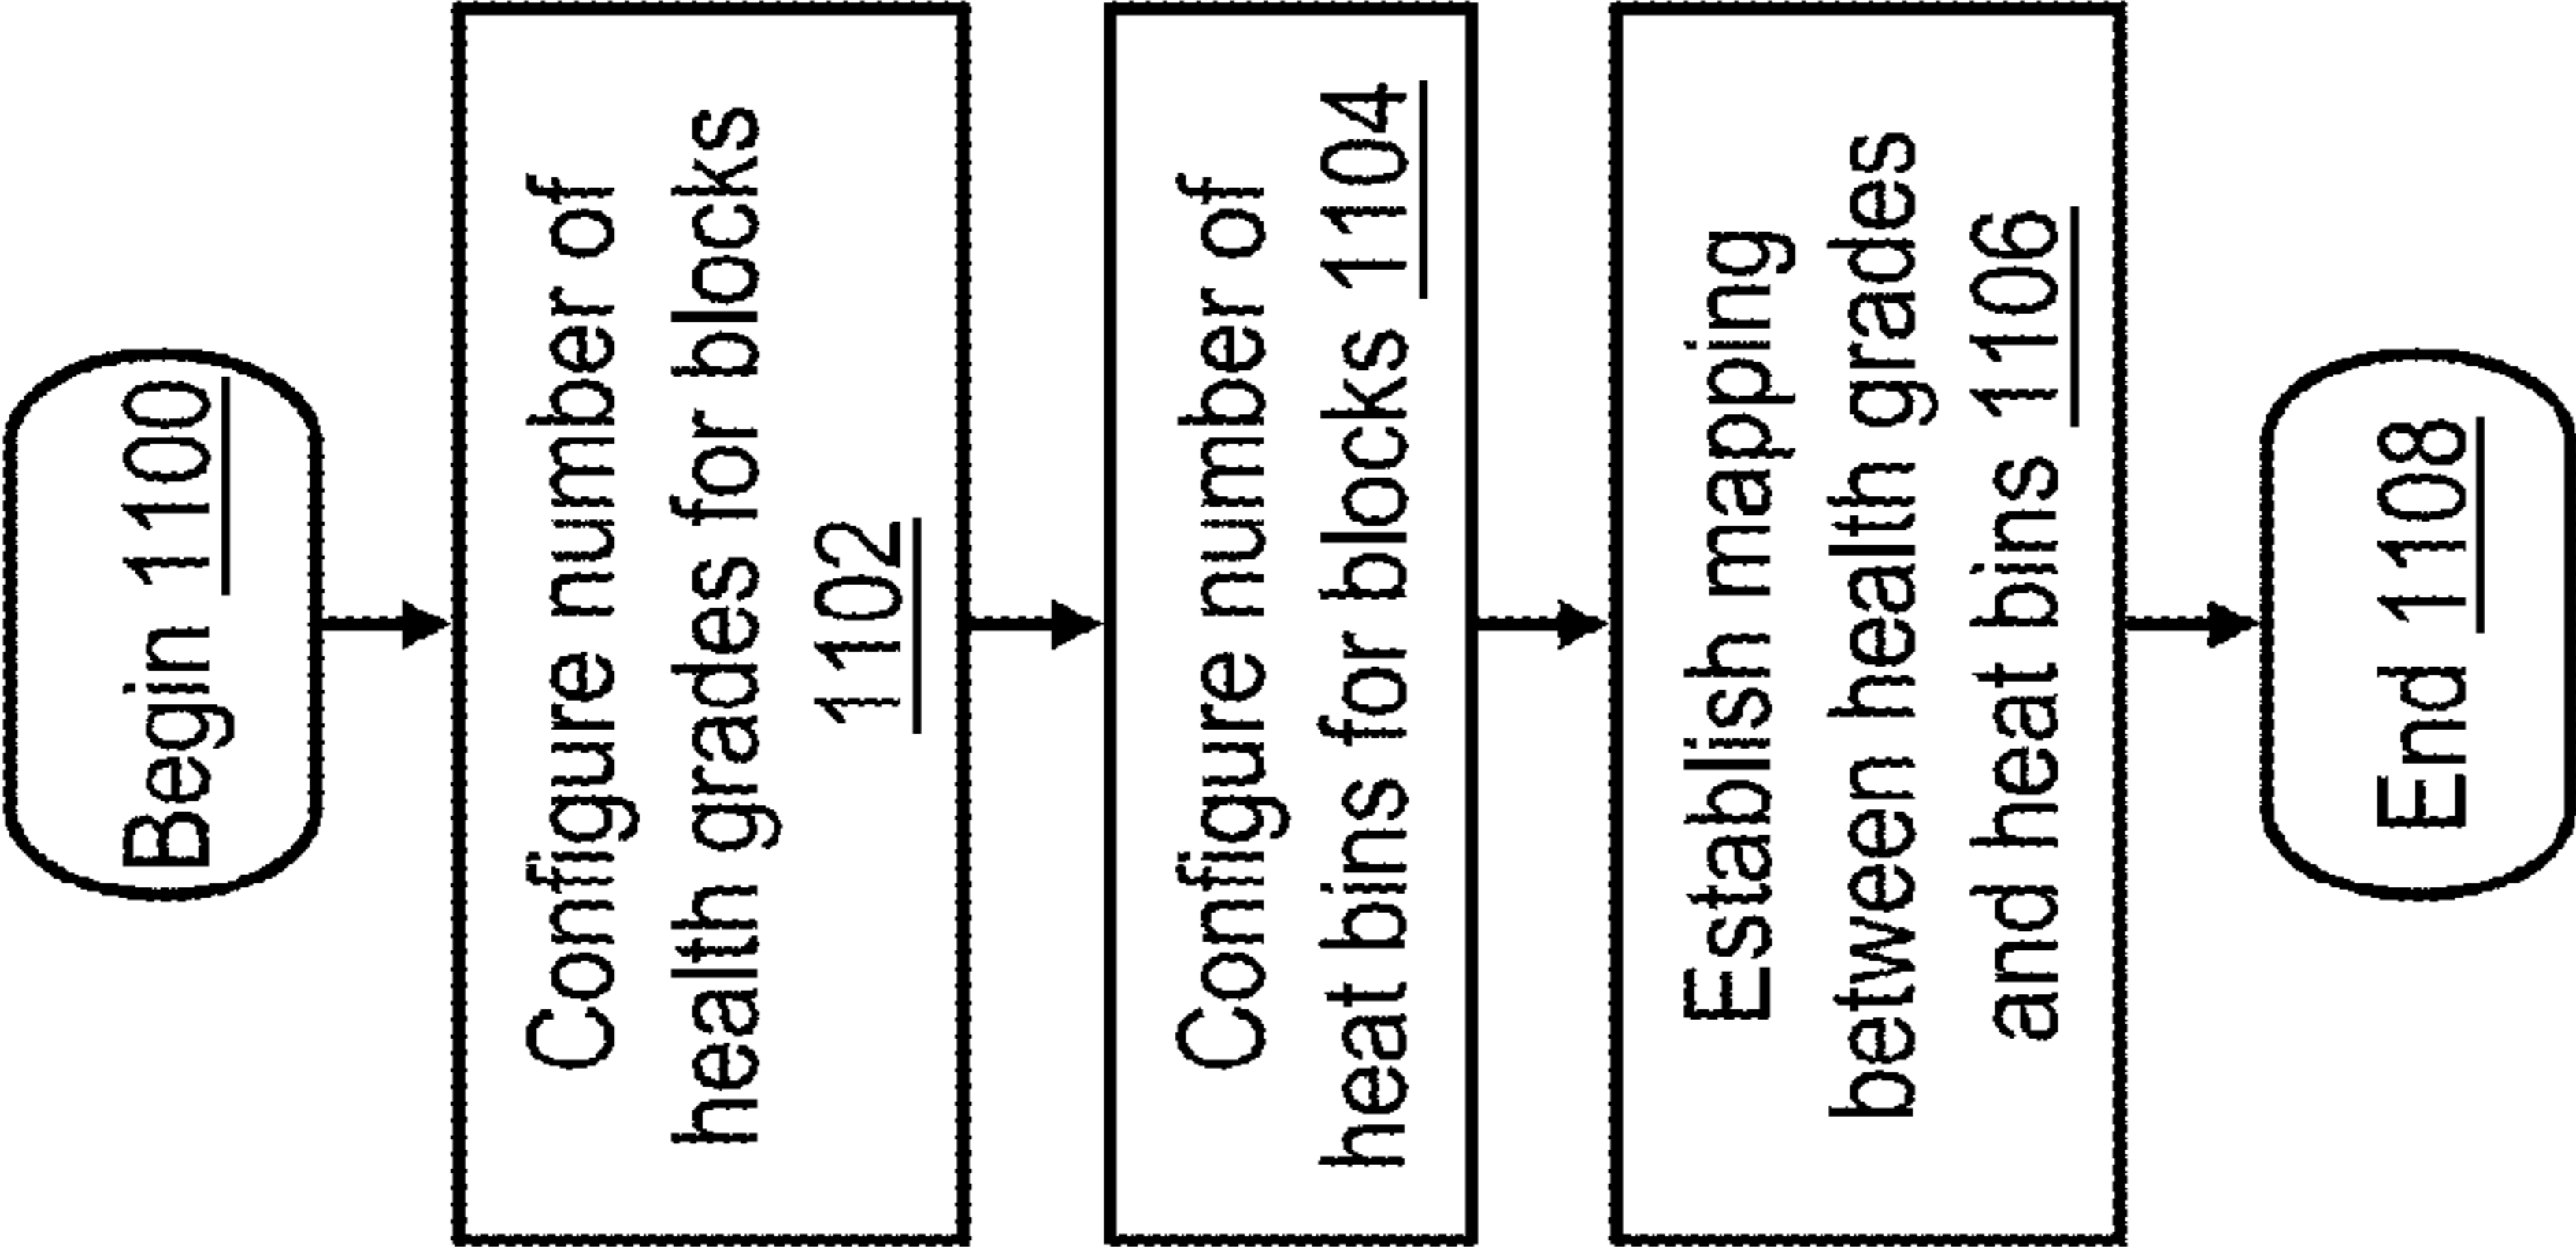 Begin 1100
Configure number of
health grades for blocks
1102
Configure number of
heat bins for blocks 1104
Establish mapping
between health grades
and heat bins 1106
End 1108